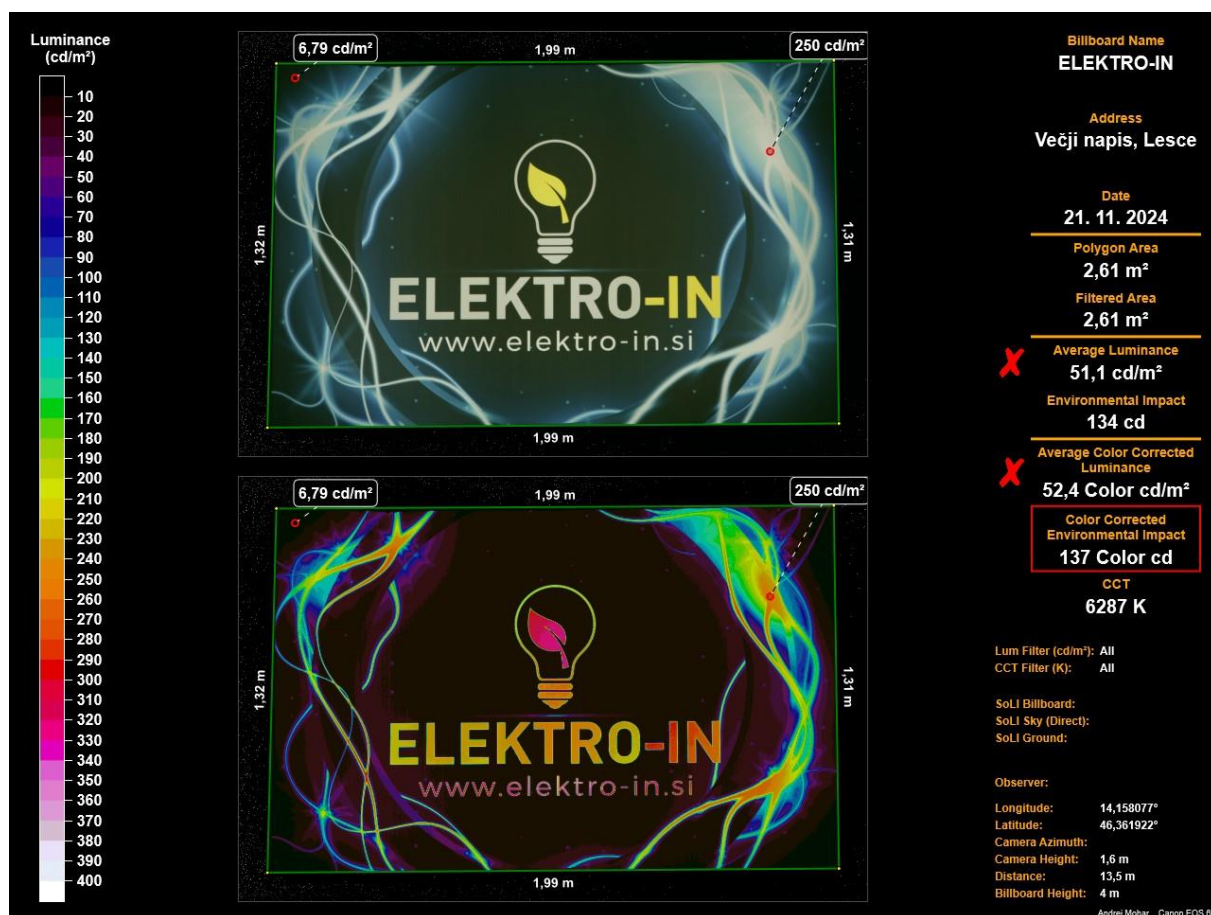 Luminance
(cd/m²)
10
20
30
40
50
60
70
80
90
100
110
120
130
140
150
160
170
180
190
200
210
220
230
240
250
260
270
280
290
300
310
320
330
340
350
360
370
380
390
400
6,79 cd/m²
1,99 m
250 cd/m²
1,32 m
1,31 m
ELEKTRO-IN
www.elektro-in.si
1,99 m
6,79 cd/m²
1,99 m
250 cd/m²
1,32 m
1,31 m
ELEKTRO-IN
www.elektro-in.si
1,99 m
Billboard Name
ELEKTRO-IN
Address
Večji napis, Lesce
Date
21. 11. 2024
Polygon Area
2,61 m²
Filtered Area
2,61 m²
Average Luminance
51,1 cd/m²
Environmental Impact
134 cd
Average Color Corrected
Luminance
52,4 Color cd/m²
Color Corrected
Environmental Impact
137 Color cd
CCT
6287 K
Lum Filter (cd/m²): All
CCT Filter (K): All
SoLI Billboard:
SoLI Sky (Direct):
SoLI Ground:
Observer:
Longitude: 14,158077°
Latitude: 46,361922°
Camera Azimuth:
Camera Height: 1,6 m
Distance: 13,5 m
Billboard Height: 4 m
Andrej Mohar Canon EOS